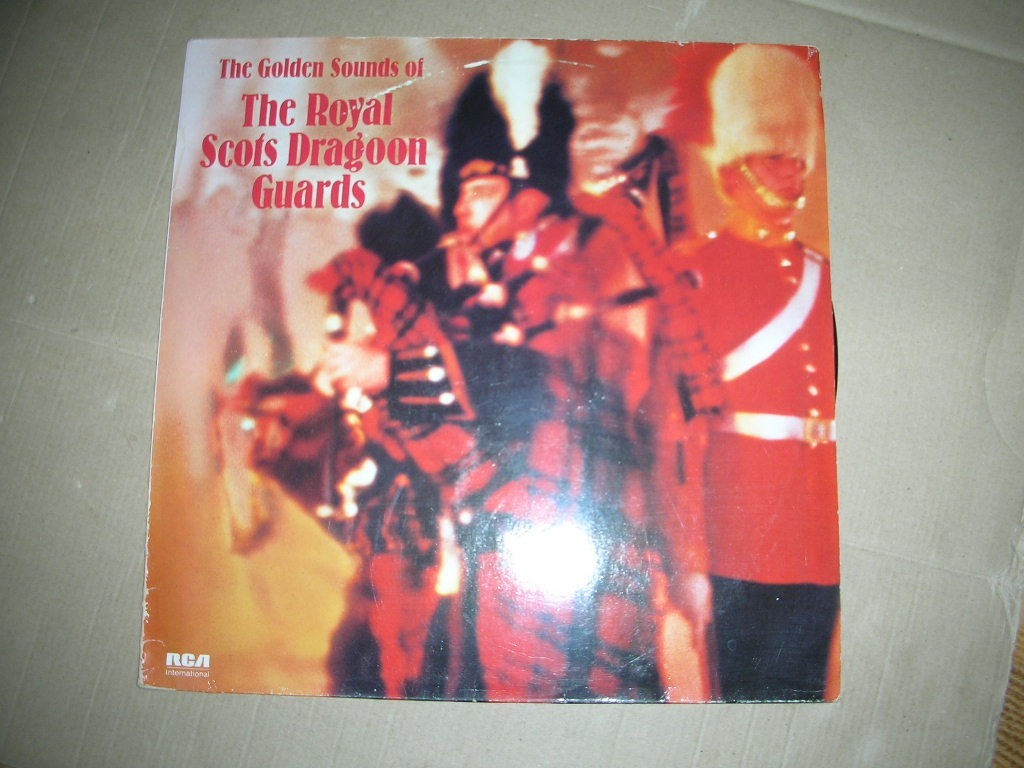 The Golden Sounds of
The Royal
Scots Dragoon
Guards
RCA
International